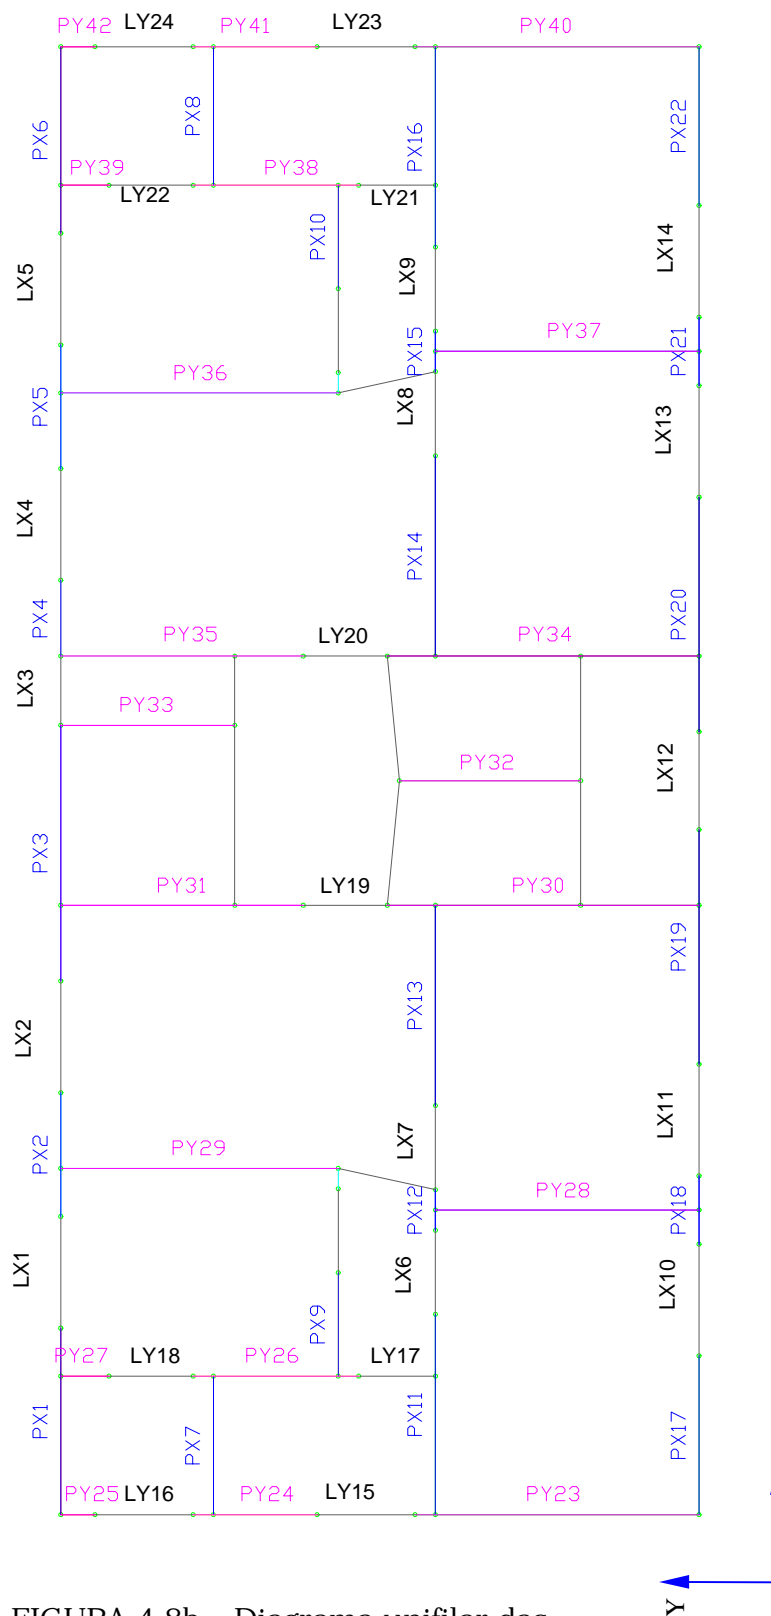 PY42 LY24 PY41 LY23 PY40
PX6 PX8 PX16 PX22
PY39 LY22 PY38 LY21
PX10
LX5 LX9 LX14
PX15 PY37 PX21
PY36
PX5 LX8 LX13
LX4 PX14
PX4 PX20
PY35 LY20 PY34
LX3
PY33
PY32 LX12
PX3
PY31 LY19 PY30
PX19
PX13
LX2
LX7 LX11
PX2 PY29
PX12 PY28 PX18
LX1 LX6 LX10
PX9
PY27 LY18 PY26 LY17
PX1 PX7 PX11 PX17
PY25 LY16 PY24 LY15 PY23
Y